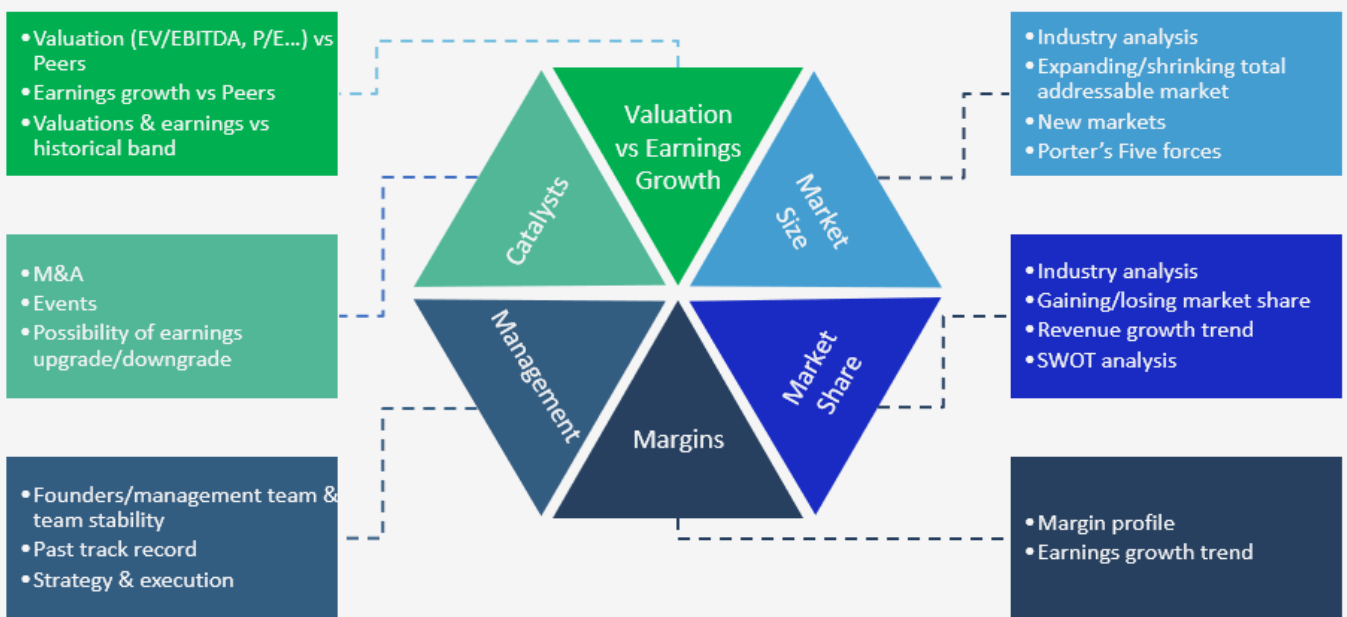 • Valuation (EV/EBITDA, P/E...) vs
Peers
• Earnings growth vs Peers
• Valuations & earnings vs
historical band
• M&A
• Events
• Possibility of earnings
upgrade/downgrade
• Founders/management team &
team stability
• Past track record
• Strategy & execution
Valuation
vs Earnings
Growth
Catalysts
Market
Size
Management
Margins
Market
Share
• Industry analysis
• Expanding/shrinking total
addressable market
• New markets
• Porter's Five forces
• Industry analysis
• Gaining/losing market share
• Revenue growth trend
• SWOT analysis
• Margin profile
• Earnings growth trend